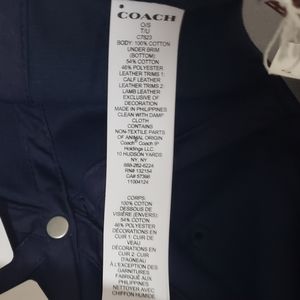 COACH
O/S
T/U
C7823
BODY: 100% COTTON
UNDER BRIM
(BOTTOM)
54% COTTON
46% POLYESTER
LEATHER TRIMS 1:
CALF LEATHER
LEATHER TRIMS 2:
LAMB LEATHER
EXCLUSIVE OF
DECORATION
MADE IN PHILIPPINES
CLEAN WITH DAMP
CLOTH
CONTAINS
NON-TEXTILE PARTS
OF ANIMAL ORIGIN
Coach Coach IP
Holdings LLC
10 HUDSON YARDS
NY, NY
888-262-6224
RN# 132154
CA# 57398
11004124
CORPS:
100% COTON
DESSOUS DE
VISIÈRE (ENVERS):
54% COTON
46% POLYESTER
DÉCORATIONS EN
CUIR 1: CUIR DE
VEAU
DÉCORATIONS EN
CUIR 2: CUIR
D'AGNEAU
À L'EXCEPTION DES
GARNITURES
FABRIQUÉ AUX
PHILIPPINES
NETTOYER AVEC
CHIFFON HUMIDE